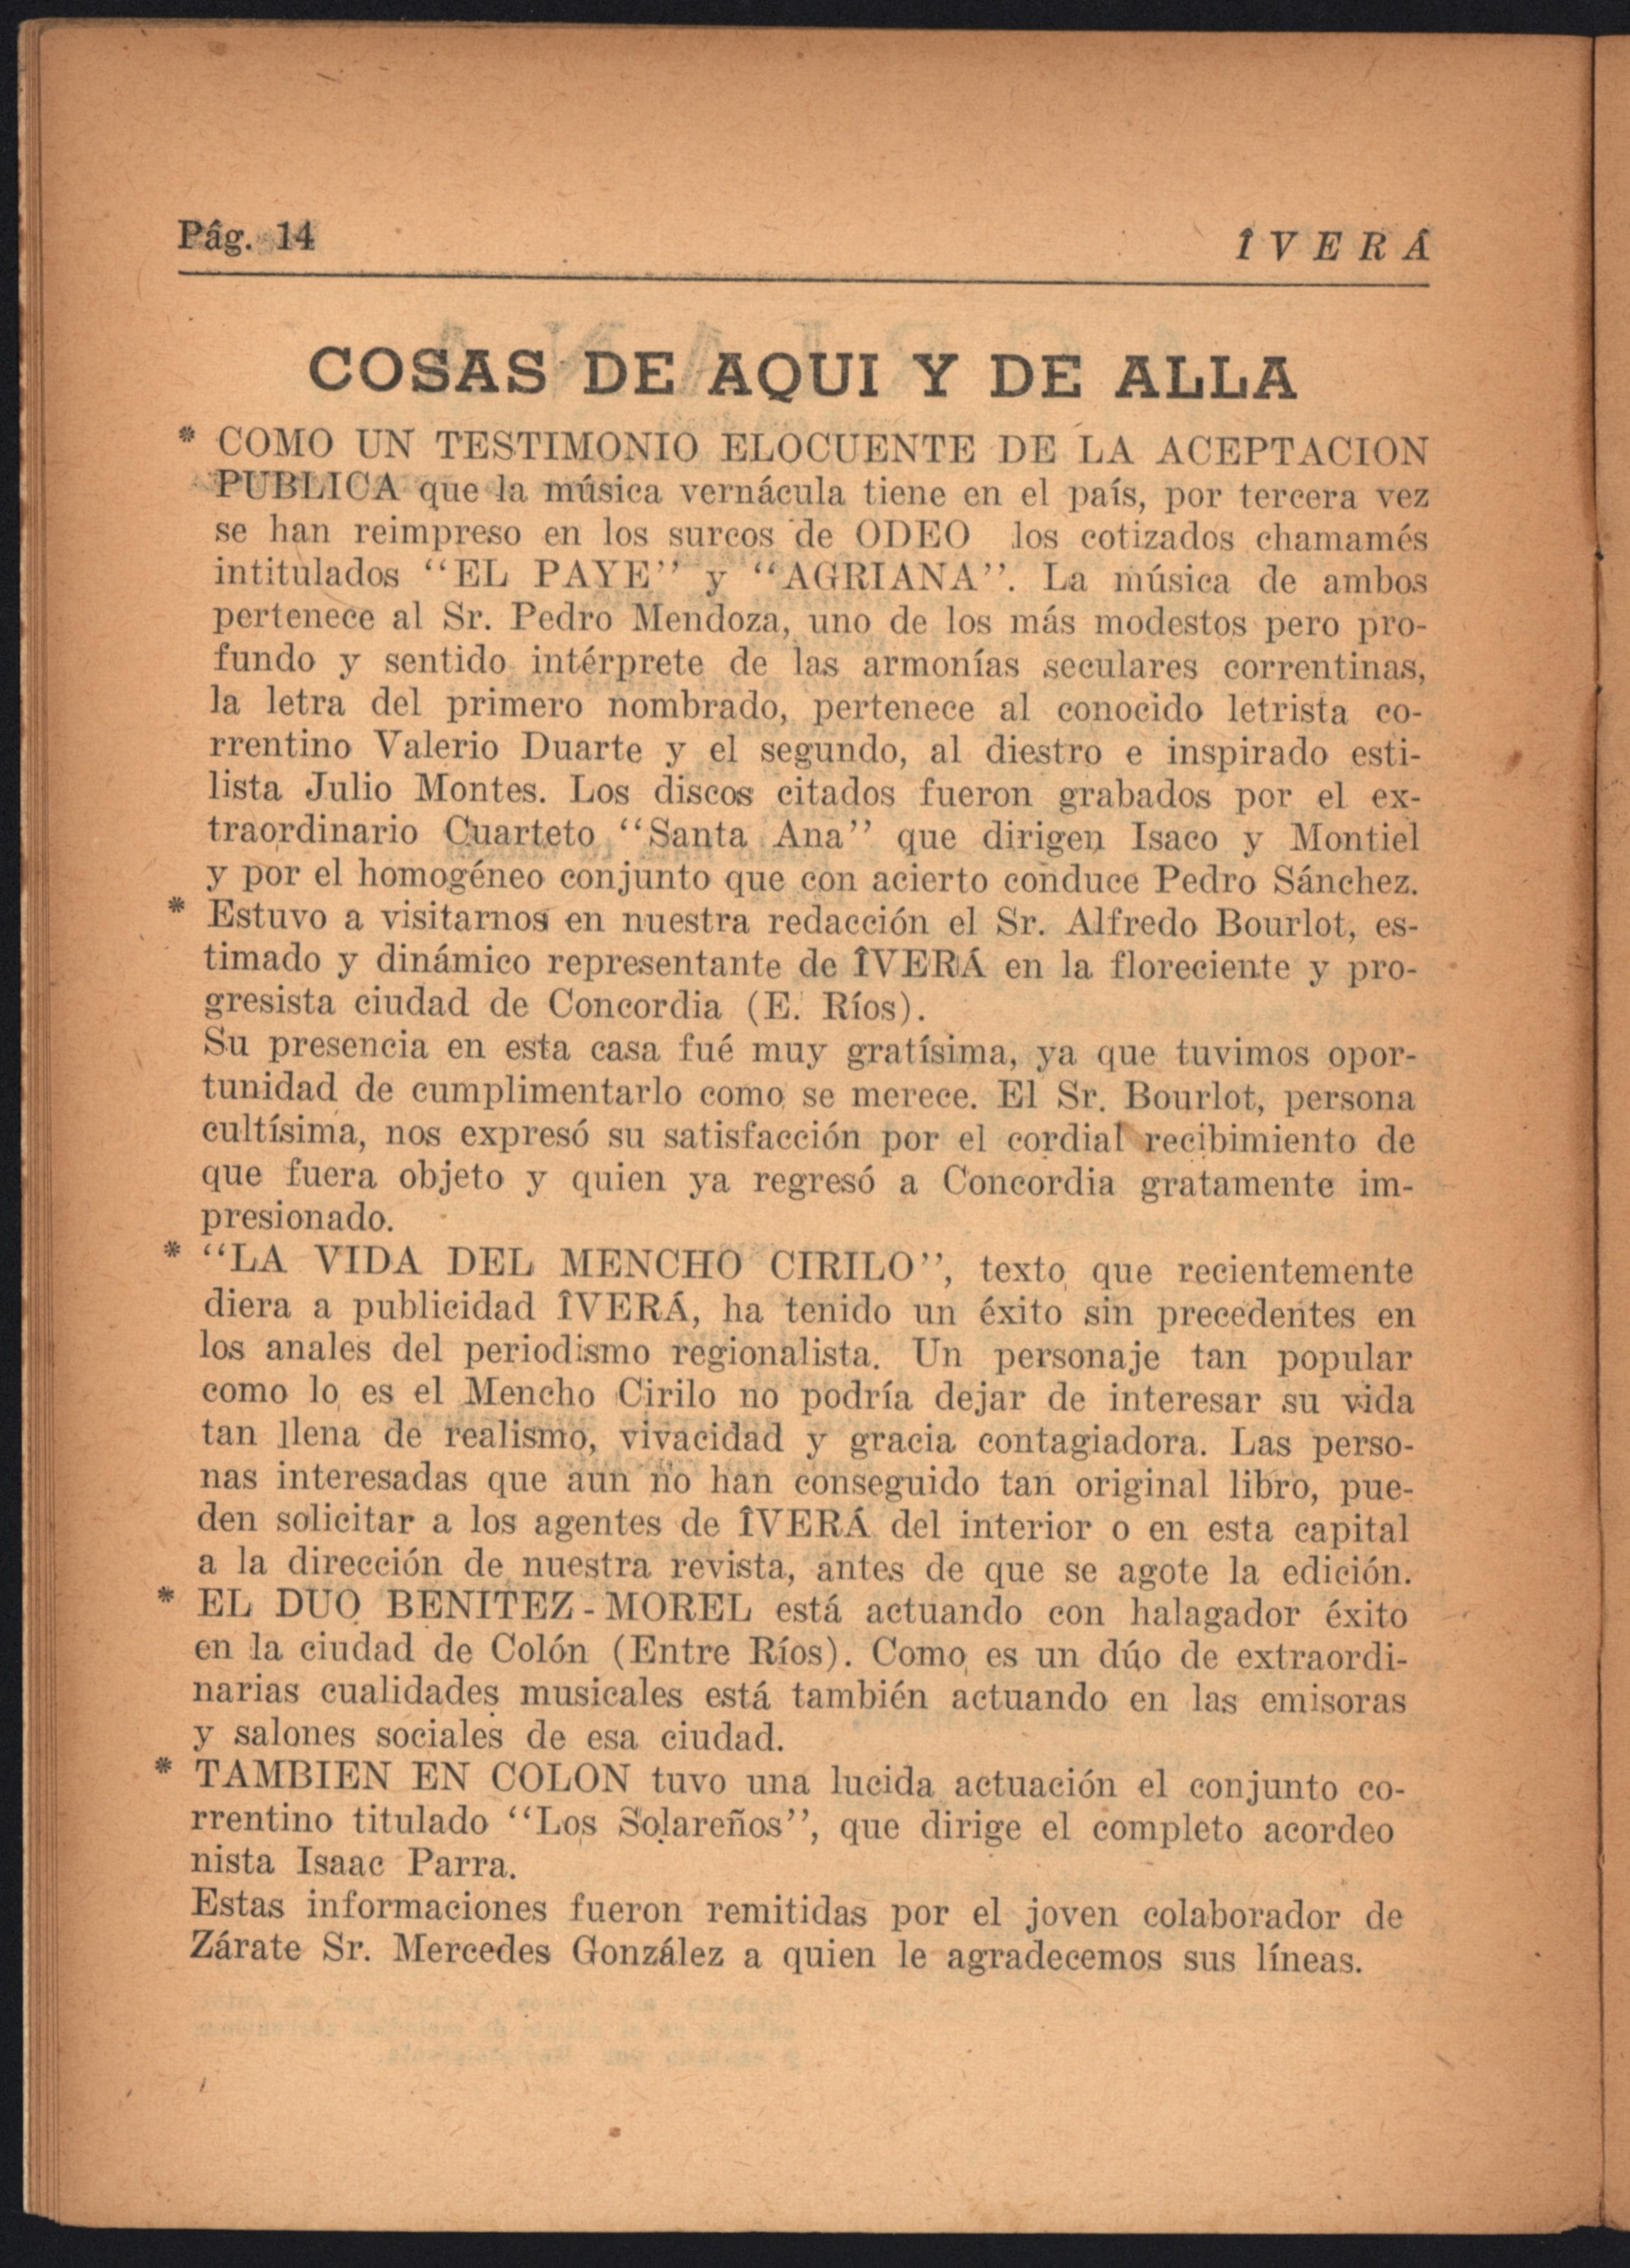 Pág. 14
ÎVERÁ
COSAS DE AQUI Y DE ALLA
* COMO UN TESTIMONIO ELOCUENTE DE LA ACEPTACION
PUBLICA que la música vernácula tiene en el país, por tercera vez
se han reimpreso en los surcos de ODEO los cotizados chamamés
intitulados “EL PAYE” y “AGRIANA”. La música de ambos
pertenece al Sr. Pedro Mendoza, uno de los más modestos pero pro-
fundo y sentido intérprete de las armonías seculares correntinas,
la letra del primero nombrado, pertenece al conocido letrista co-
rrentino Valerio Duarte y el segundo, al diestro e inspirado esti-
lista Julio Montes. Los discos citados fueron grabados por el ex-
traordinario Cuarteto “Santa Ana” que dirigen Isaco y Montiel
y por el homogéneo conjunto que con acierto conduce Pedro Sánchez.
* Estuvo a visitarnos en nuestra redacción el Sr. Alfredo Bourlot, es-
timado y dinámico representante de ÎVERÁ en la floreciente y pro-
gresista ciudad de Concordia (E. Ríos).
Su presencia en esta casa fué muy gratísima, ya que tuvimos opor-
tunidad de cumplimentarlo como se merece. El Sr. Bourlot, persona
cultísima, nos expresó su satisfacción por el cordial recibimiento de
que fuera objeto y quien ya regresó a Concordia gratamente im-
presionado.
* “LA VIDA DEL MENCHO CIRILO”, texto que recientemente
diera a publicidad ÎVERÁ, ha tenido un éxito sin precedentes en
los anales del periodismo regionalista. Un personaje tan popular
como lo es el Mencho Cirilo no podría dejar de interesar su vida
tan llena de realismo, vivacidad y gracia contagiadora. Las perso-
nas interesadas que aun no han conseguido tan original libro, pue-
den solicitar a los agentes de ÎVERÁ del interior o en esta capital
a la dirección de nuestra revista, antes de que se agote la edición.
* EL DUO BENITEZ - MOREL está actuando con halagador éxito
en la ciudad de Colón (Entre Ríos). Como es un dúo de extraordi-
narias cualidades musicales está también actuando en las emisoras
y salones sociales de esa ciudad.
* TAMBIEN EN COLON tuvo una lucida actuación el conjunto co-
rrentino titulado “Los Solareños”, que dirige el completo acordeo
nista Isaac Parra.
Estas informaciones fueron remitidas por el joven colaborador de
Zárate Sr. Mercedes González a quien le agradecemos sus líneas.